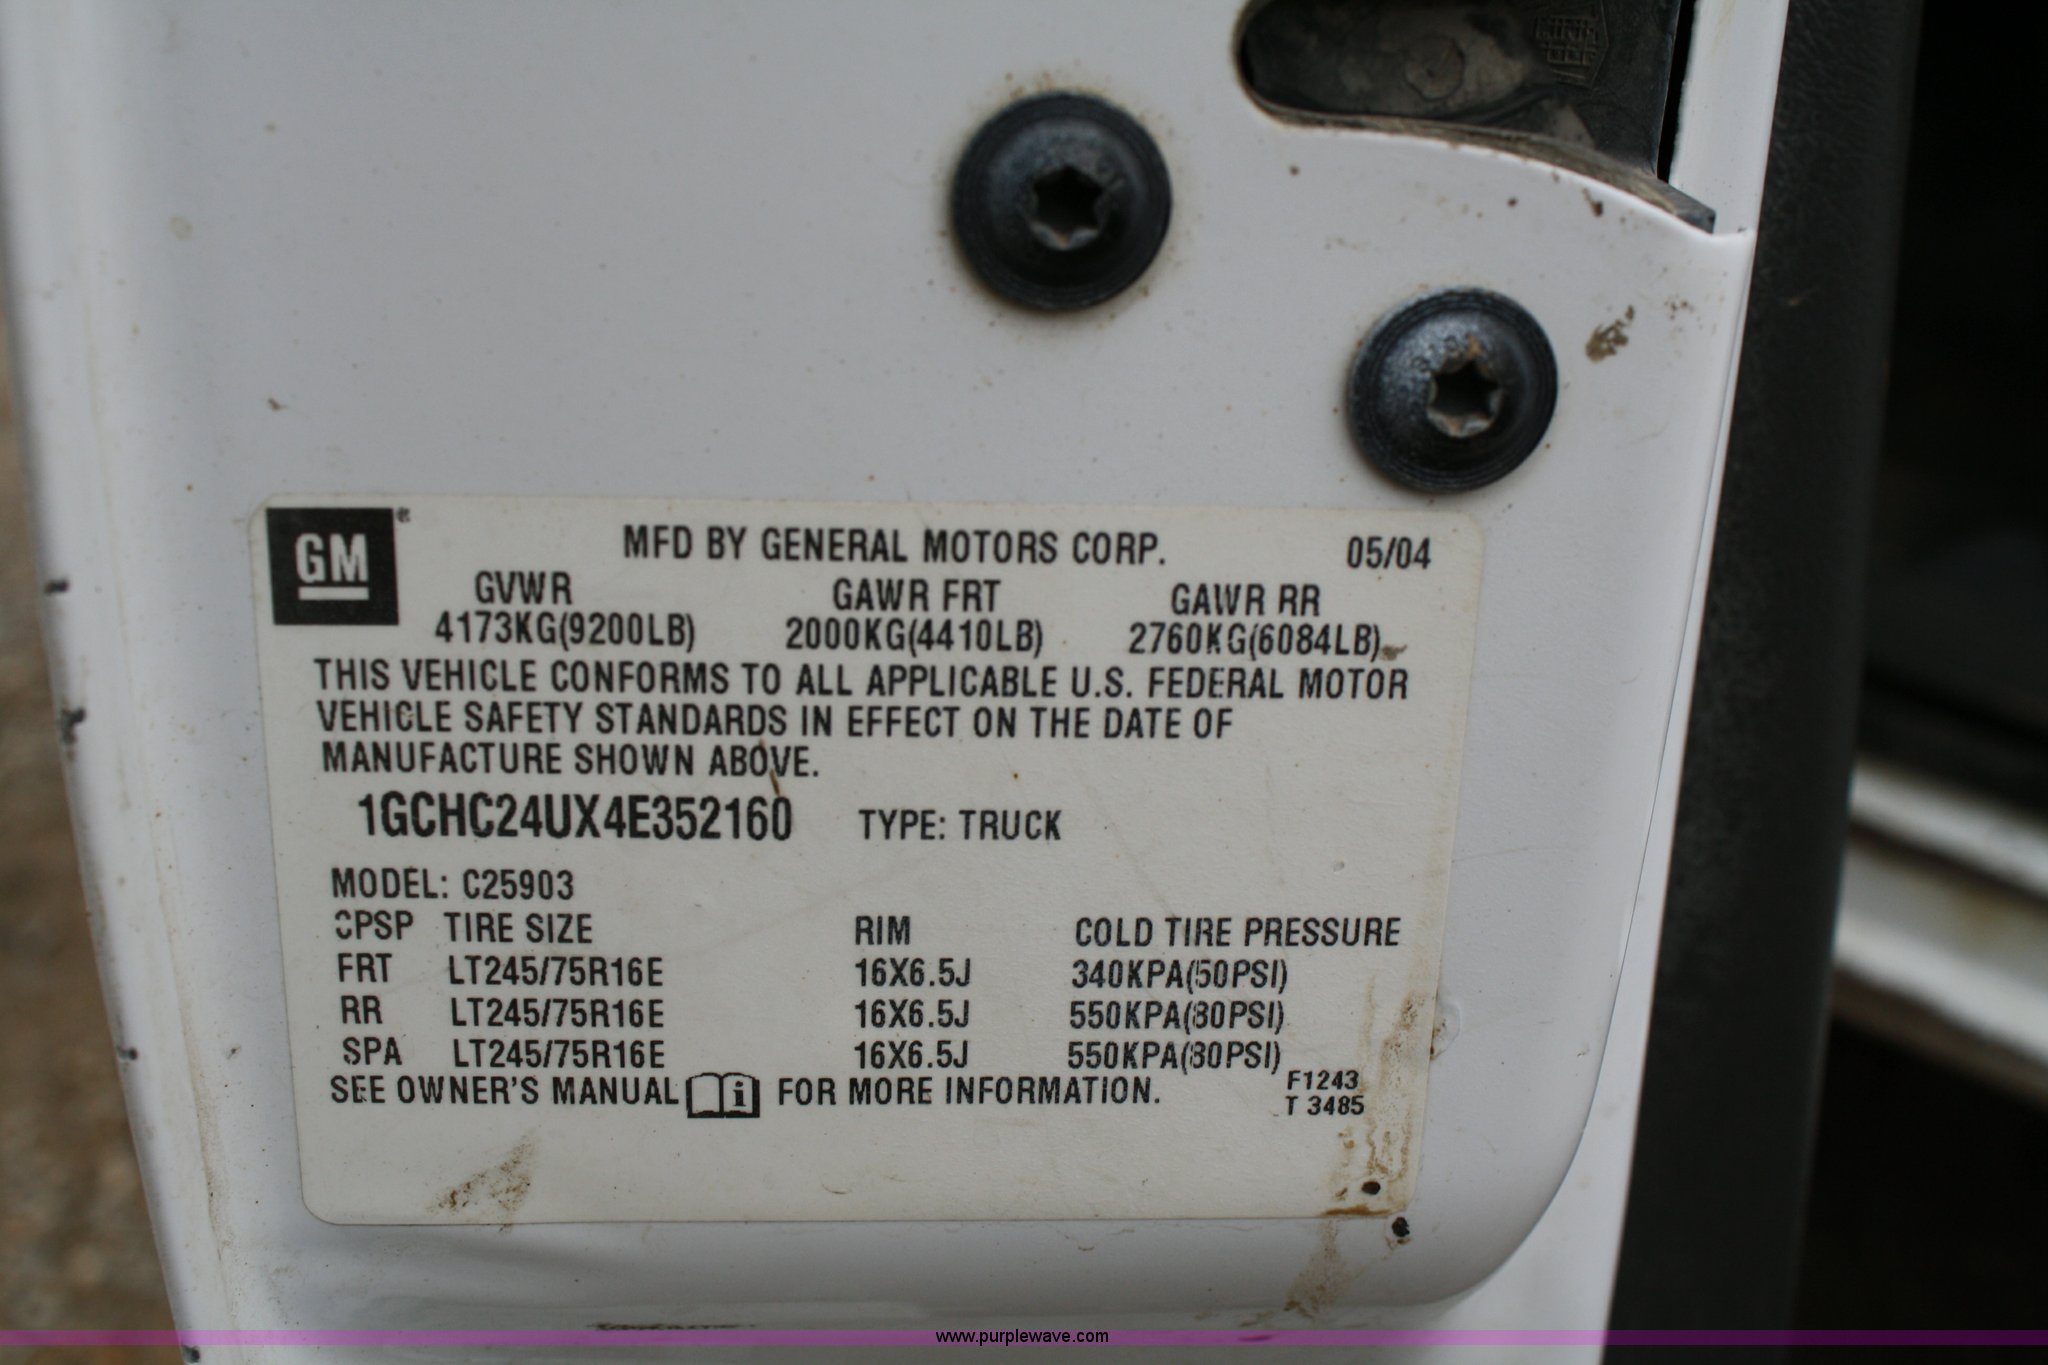 GM
MFD BY GENERAL MOTORS CORP. 05/04
GVWR GAWR FRT GAWR RR
4173KG(9200LB) 2000KG(4410LB) 2760KG(6084LB)
THIS VEHICLE CONFORMS TO ALL APPLICABLE U.S. FEDERAL MOTOR
VEHICLE SAFETY STANDARDS IN EFFECT ON THE DATE OF
MANUFACTURE SHOWN ABOVE.
1GCHC24UX4E352160 TYPE: TRUCK
MODEL: C25903
CPSP TIRE SIZE RIM COLD TIRE PRESSURE
FRT LT245/75R16E 16X6.5J 340KPA(50PSI)
RR LT245/75R16E 16X6.5J 550KPA(80PSI)
SPA LT245/75R16E 16X6.5J 550KPA(80PSI)
SEE OWNER'S MANUAL i FOR MORE INFORMATION.
F1243
T 3485
www.purplewave.com